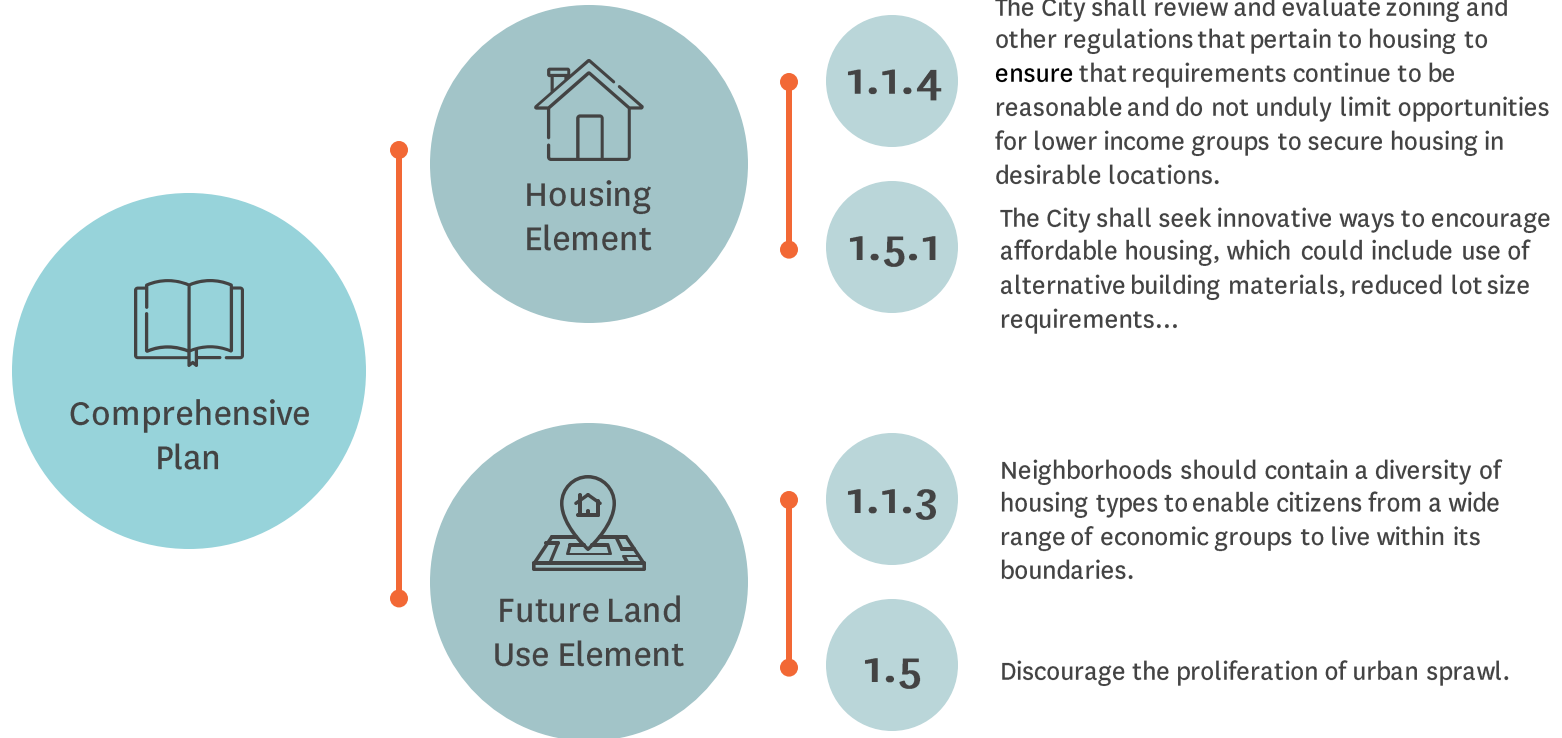 Comprehensive
Plan
Housing
Element
1.1.4
The City shall review and evaluate zoning and
other regulations that pertain to housing to
ensure that requirements continue to be
reasonable and do not unduly limit opportunities
for lower income groups to secure housing in
desirable locations.
1.5.1
The City shall seek innovative ways to encourage
affordable housing, which could include use of
alternative building materials, reduced lot size
requirements...
Future Land
Use Element
1.1.3
Neighborhoods should contain a diversity of
housing types to enable citizens from a wide
range of economic groups to live within its
boundaries.
1.5
Discourage the proliferation of urban sprawl.